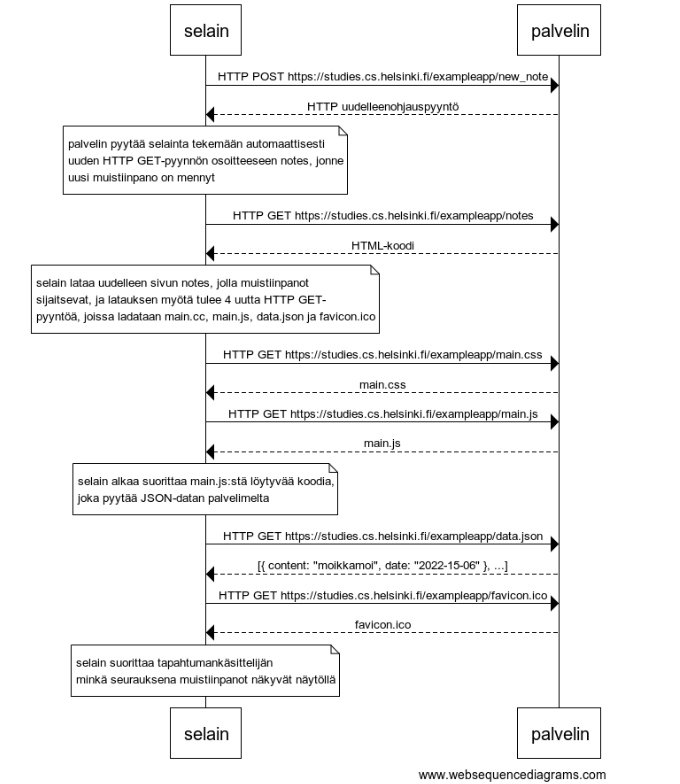 selain
palvelin
HTTP POST https://studies.cs.helsinki.fi/exampleapp/new_note
HTTP uudelleenohjauspyyntö
palvelin pyytää selainta tekemään automaattisesti
uuden HTTP GET-pyynnön osoitteeseen notes, jonne
uusi muistiinpano on mennyt
HTTP GET https://studies.cs.helsinki.fi/exampleapp/notes
HTML-koodi
selain lataa uudelleen sivun notes, jolla muistiinpanot
sijaitsevat, ja latauksen myötä tulee 4 uutta HTTP GET-
pyyntöä, joissa ladataan main.cc, main.js, data.json ja favicon.ico
HTTP GET https://studies.cs.helsinki.fi/exampleapp/main.css
main.css
HTTP GET https://studies.cs.helsinki.fi/exampleapp/main.js
main.js
selain alkaa suorittaa main.js:stä löytyvää koodia,
joka pyytää JSON-datan palvelimelta
HTTP GET https://studies.cs.helsinki.fi/exampleapp/data.json
[{ content: "moikkamoi", date: "2022-15-06" }, ...]
HTTP GET https://studies.cs.helsinki.fi/exampleapp/favicon.ico
favicon.ico
selain suorittaa tapahtumankäsittelijän
minkä seurauksena muistiinpanot näkyvät näytöllä
selain
palvelin
www.websequencediagrams.com